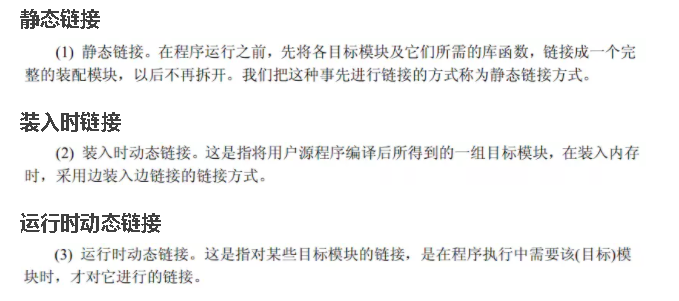 静态链接
(1) 静态链接。在程序运行之前，先将各目标模块及它们所需的库函数，链接成一个完
整的装配模块，以后不再拆开。我们把这种事先进行链接的方式称为静态链接方式。
装入时链接
(2) 装入时动态链接。这是指将用户源程序编译后所得到的一组目标模块，在装入内存
时，采用边装入边链接的链接方式。
运行时动态链接
(3) 运行时动态链接。这是指对某些目标模块的链接，是在程序执行中需要该(目标)模
块时，才对它进行的链接。